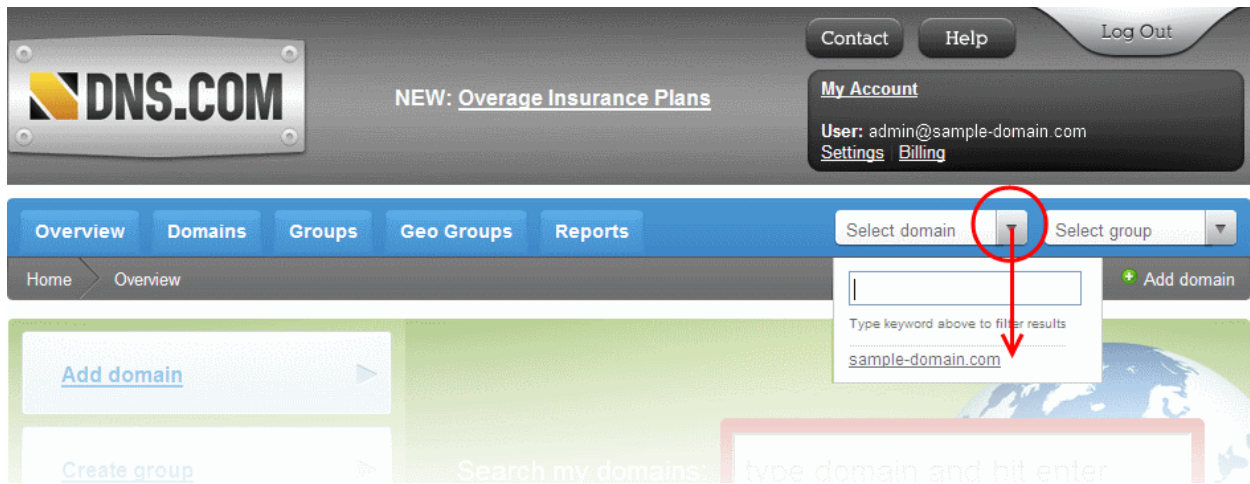 Contact Help Log Out
DNS.COM
NEW: Overage Insurance Plans
My Account
User: admin@sample-domain.com
Settings | Billing
Overview Domains Groups Geo Groups Reports Select domain Select group
Home Overview Add domain
Type keyword above to filter results
sample-domain.com
Add domain
Create group
Search my domains: type domain and bit enter